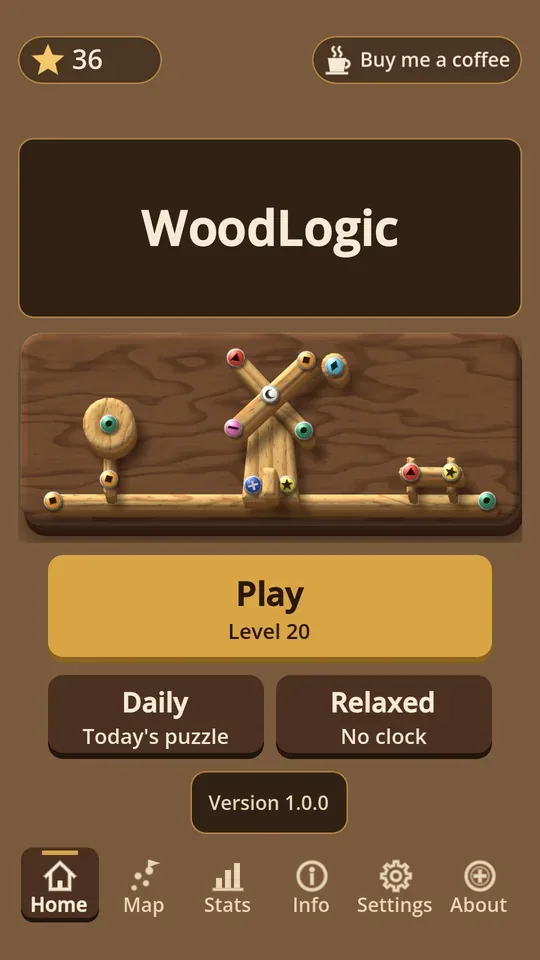 36
Buy me a coffee
WoodLogic
Play
Level 20
Daily
Today's puzzle
Relaxed
No clock
Version 1.0.0
Home
Map
Stats
Info
Settings
About